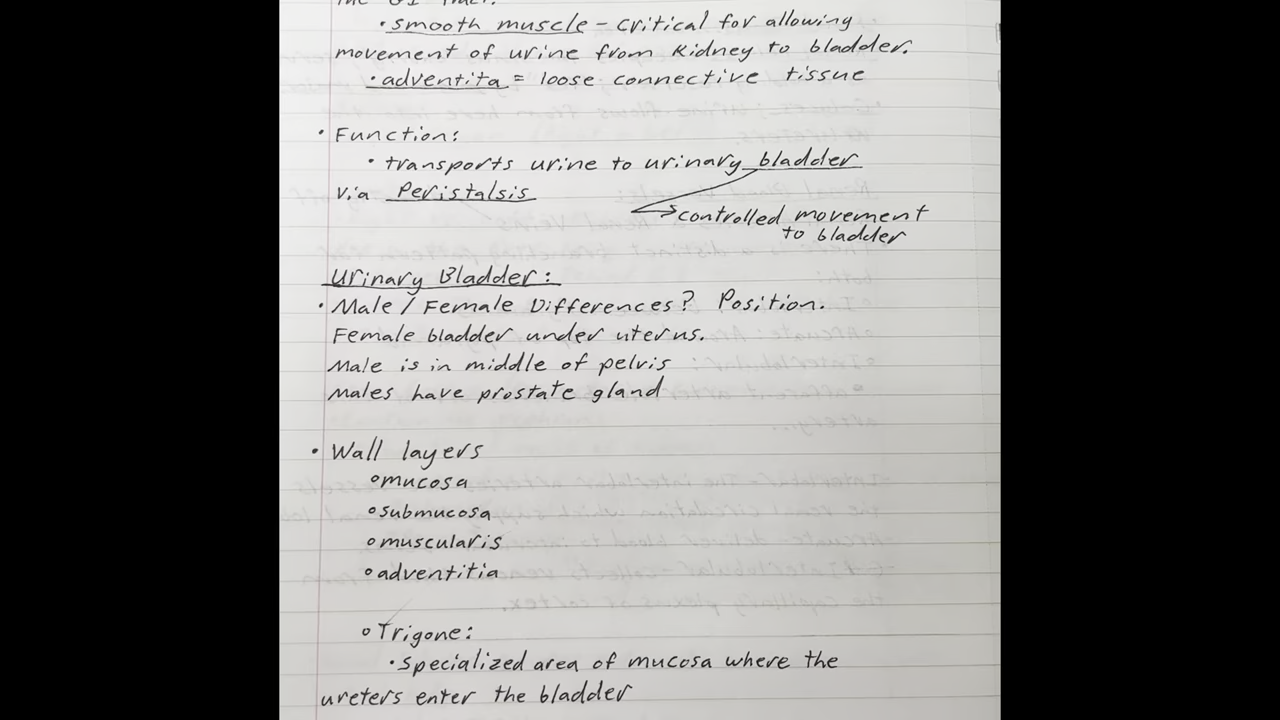 the GI tract.
• smooth muscle - critical for allowing
movement of urine from kidney to bladder.
• adventita = loose connective tissue
• Function:
• transports urine to urinary bladder
via Peristalsis
controlled movement
to bladder
Urinary Bladder:
• Male / Female Differences? Position.
Female bladder under uterus.
Male is in middle of pelvis
Males have prostate gland
• Wall layers
o mucosa
o submucosa
o muscularis
o adventitia
o Trigone:
• specialized area of mucosa where the
ureters enter the bladder